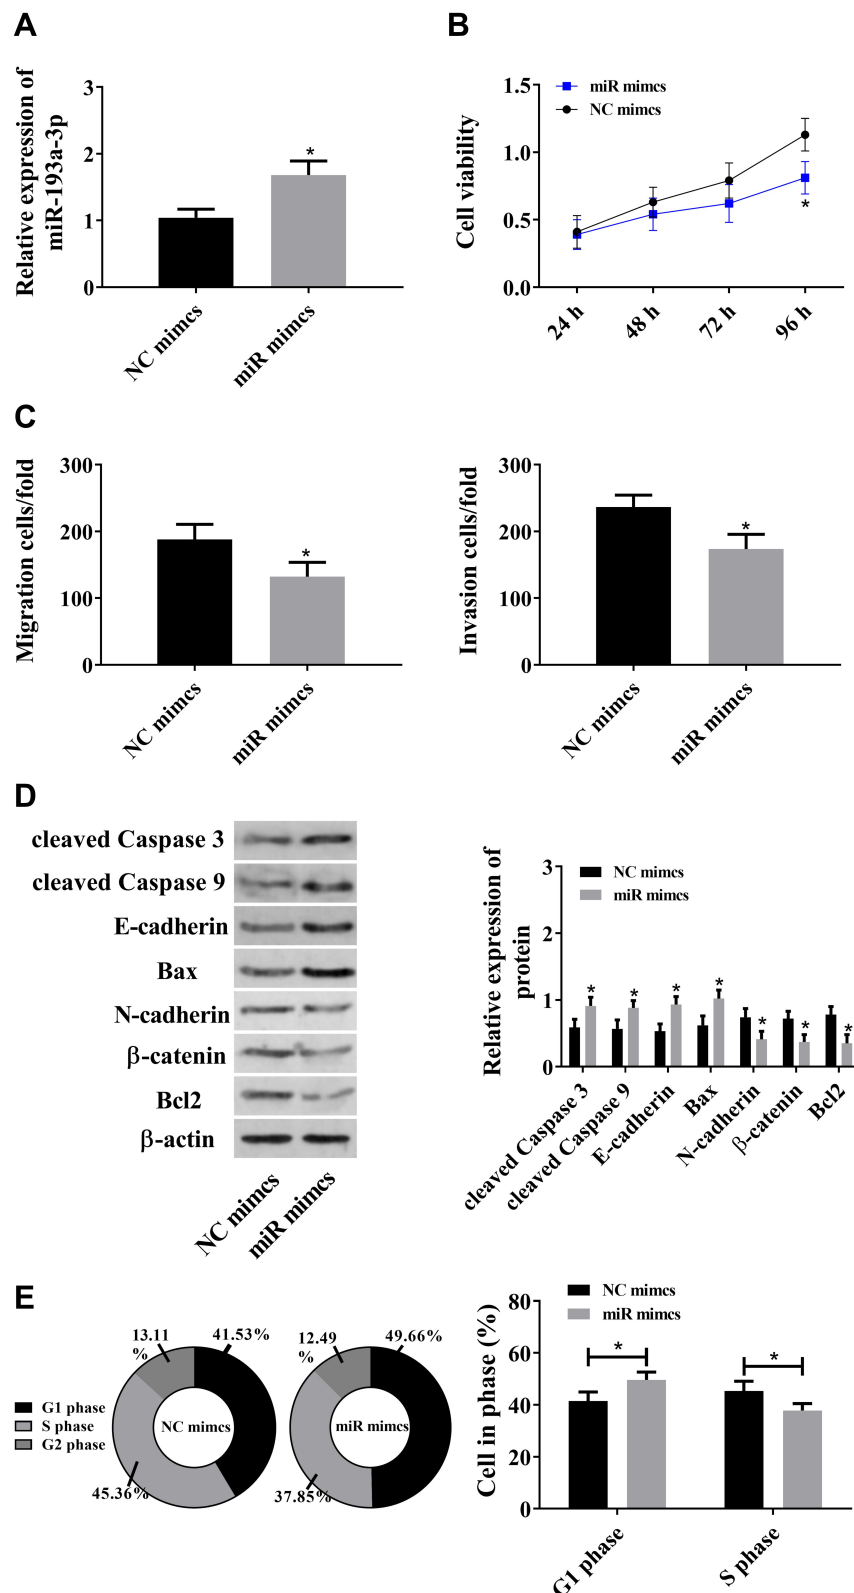 A
Relative expression of
miR-193a-3p
3
2
1
0
*
NC mimcs
miR mimcs
B
Cell viability
1.5
1.0
0.5
0.0
miR mimcs
NC mimcs
*
24 h
48 h
72 h
96 h
C
Migration cells/fold
300
200
100
0
*
NC mimcs
miR mimcs
Invasion cells/fold
300
200
100
0
*
NC mimcs
miR mimcs
D
cleaved Caspase 3
cleaved Caspase 9
E-cadherin
Bax
N-cadherin
β-catenin
Bcl2
β-actin
NC mimcs
miR mimcs
Relative expression of
protein
3
2
1
0
NC mimcs
miR mimcs
* * * * * * *
cleaved Caspase 3
cleaved Caspase 9
E-cadherin
Bax
N-cadherin
β-catenin
Bcl2
E
G1 phase
S phase
G2 phase
13.11
%
41.53%
NC mimcs
45.36%
12.49
%
49.66%
miR mimcs
37.85%
Cell in phase (%)
80
60
40
20
0
NC mimcs
miR mimcs
*
*
G1 phase
S phase